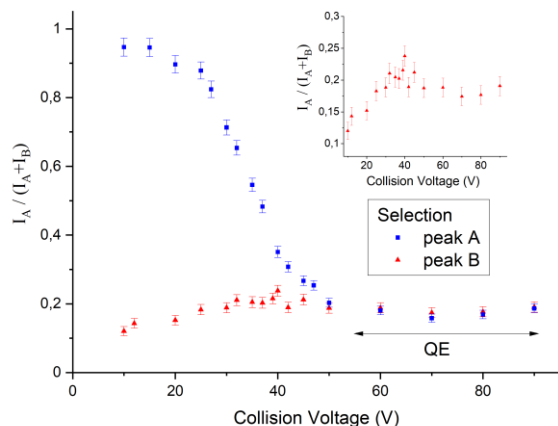 1
0,8
0,6
0,4
0,2
0
I_A / (I_A+I_B)
0
20
40
60
80
Collision Voltage (V)
0,3
0,25
0,2
0,15
0,1
I_A / (I_A+I_B)
20
40
60
80
Collision Voltage (V)
Selection
peak A
peak B
QE